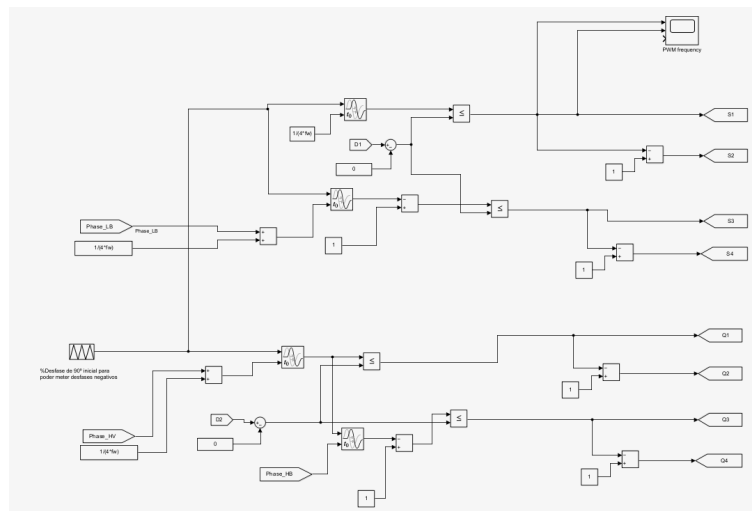 PWM frequency
S1
1/(4*fw)
≤
D1
0
S2
1
Phase_LB
Phase_LB
1/(4*fw)
1
≤
S3
S4
1
%Desfase de 90º inicial para
poder meter desfases negativos
≤
Q1
Q2
1
D2
0
≤
Q3
Phase_HV
1/(4*fw)
Phase_HB
1
Q4
1